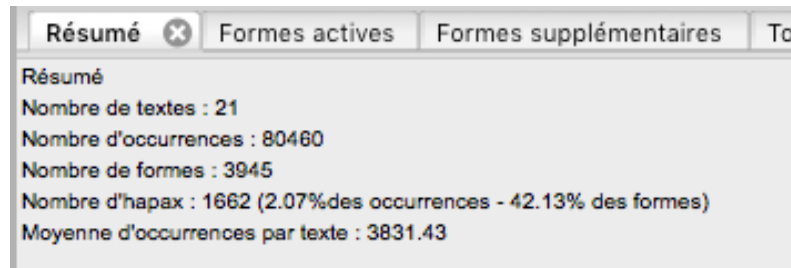 Résumé Formes actives Formes supplémentaires
Résumé
Nombre de textes : 21
Nombre d'occurrences : 80460
Nombre de formes : 3945
Nombre d'hapax : 1662 (2.07%des occurrences - 42.13% des formes)
Moyenne d'occurrences par texte : 3831.43